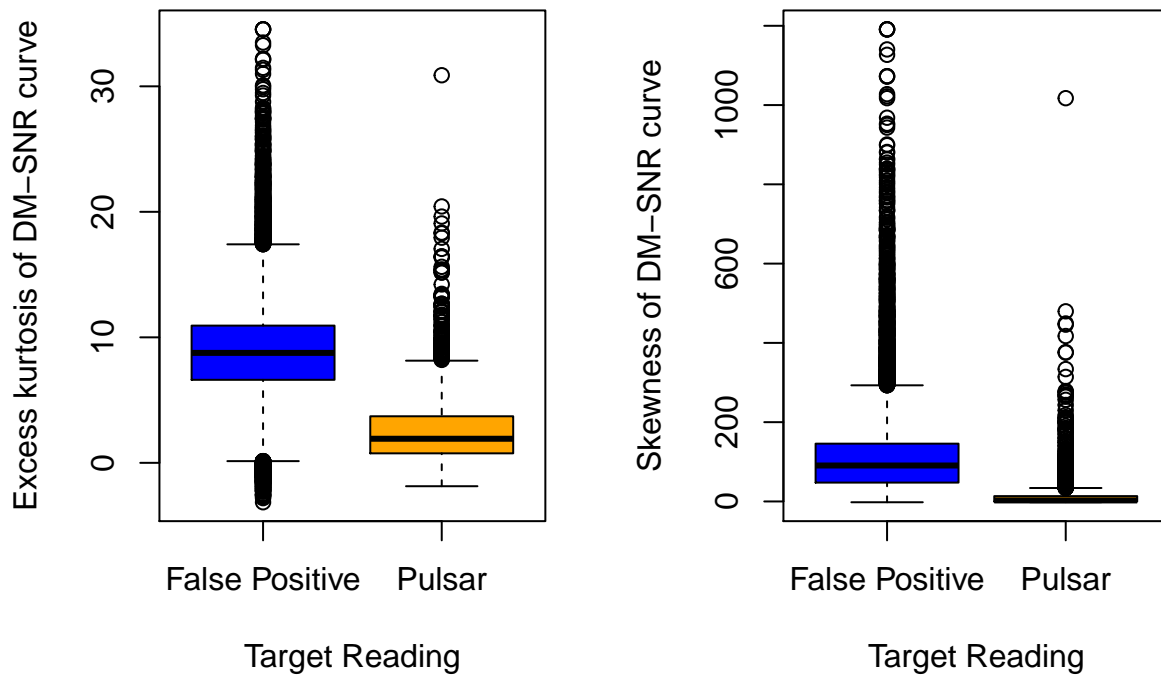 Excess kurtosis of DM−SNR curve
30
20
10
0
False Positive
Pulsar
Target Reading
Skewness of DM−SNR curve
1000
600
200
0
False Positive
Pulsar
Target Reading